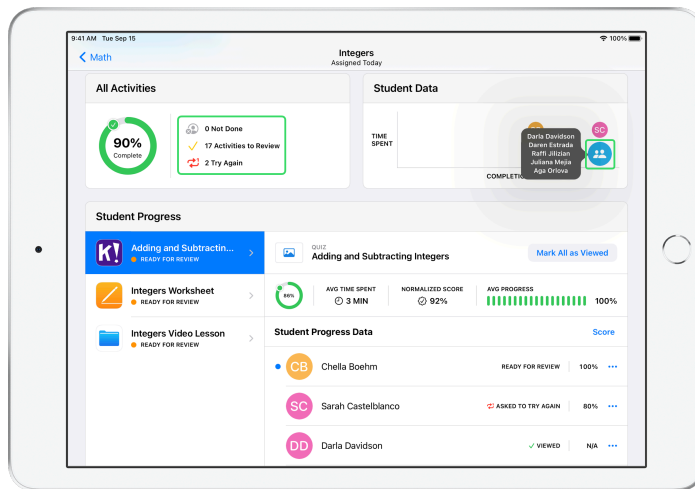 9:41 AM Tue Sep 15
100%
Math
Integers
Assigned Today
All Activities
90%
Complete
0 Not Done
17 Activities to Review
2 Try Again
Student Data
TIME
SPENT
SC
Darla Davidson
Daren Estrada
Raffi Jilizian
Juliana Mejia
Aga Orlova
Student Progress
K!
Adding and Subtractin...
READY FOR REVIEW
Integers Worksheet
READY FOR REVIEW
Integers Video Lesson
READY FOR REVIEW
QUIZ
Adding and Subtracting Integers
Mark All as Viewed
86%
AVG TIME SPENT
3 MIN
NORMALIZED SCORE
92%
AVG PROGRESS
100%
Student Progress Data
Score
CB
Chella Boehm
READY FOR REVIEW
100%
SC
Sarah Castelblanco
ASKED TO TRY AGAIN
80%
DD
Darla Davidson
VIEWED
N/A